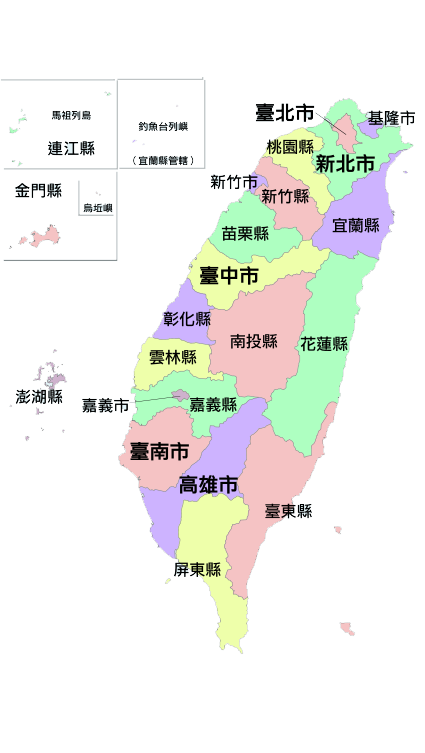 馬祖列島
連江縣
釣魚台列嶼
（宜蘭縣管轄）
金門縣
烏坵嶼
臺北市
基隆市
桃園縣
新北市
新竹市
新竹縣
苗栗縣
宜蘭縣
臺中市
彰化縣
南投縣
花蓮縣
雲林縣
澎湖縣
嘉義市
嘉義縣
臺南市
高雄市
臺東縣
屏東縣